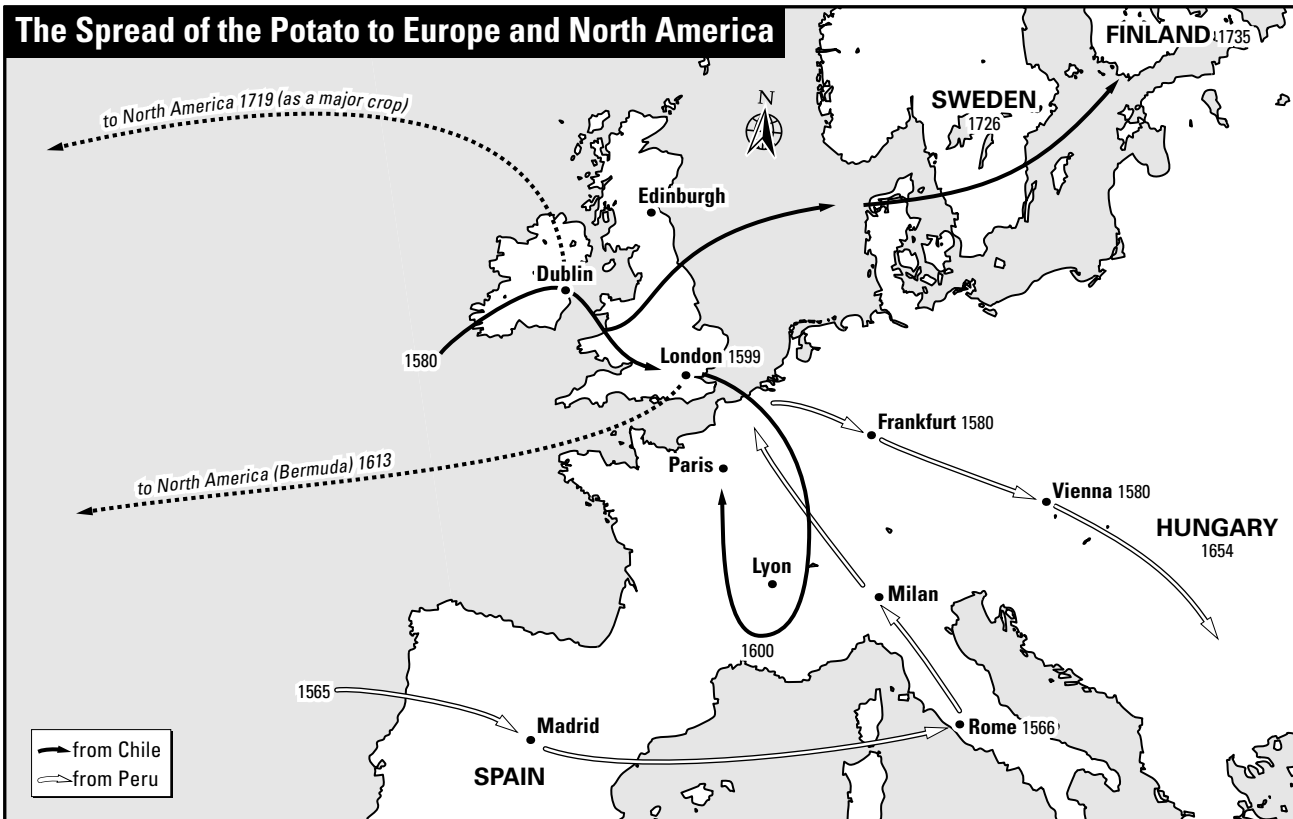 The Spread of the Potato to Europe and North America
FINLAND 1735
to North America 1719 (as a major crop)
SWEDEN
1726
N
Edinburgh
Dublin
1580
London 1599
Frankfurt 1580
to North America (Bermuda) 1613
Paris
Vienna 1580
HUNGARY
1654
Lyon
Milan
1600
1565
Madrid
Rome 1566
SPAIN
from Chile
from Peru